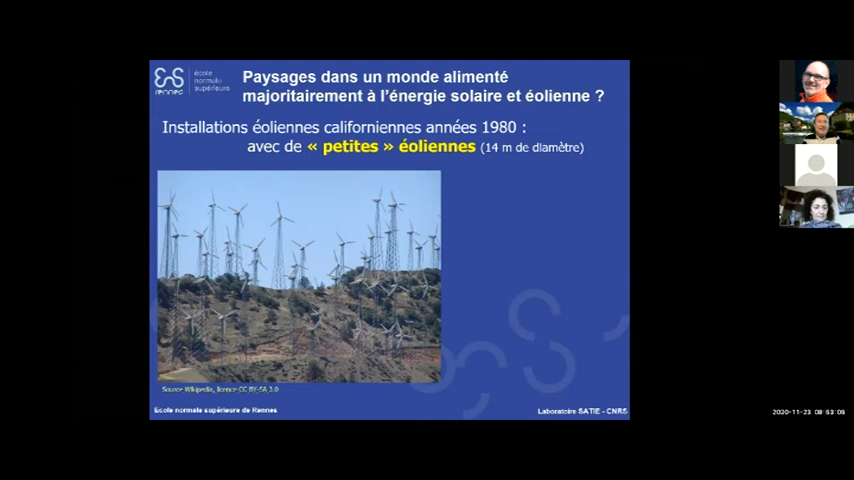 école
normale
supérieure
RENNES
Paysages dans un monde alimenté
majoritairement à l'énergie solaire et éolienne ?
Installations éoliennes californiennes années 1980 :
avec de « petites » éoliennes (14 m de diamètre)
Source Wikipedia, licence CC BY-SA 3.0
Ecole normale supérieure de Rennes
Laboratoire SATIE - CNRS
2020-11-23 09:53:05